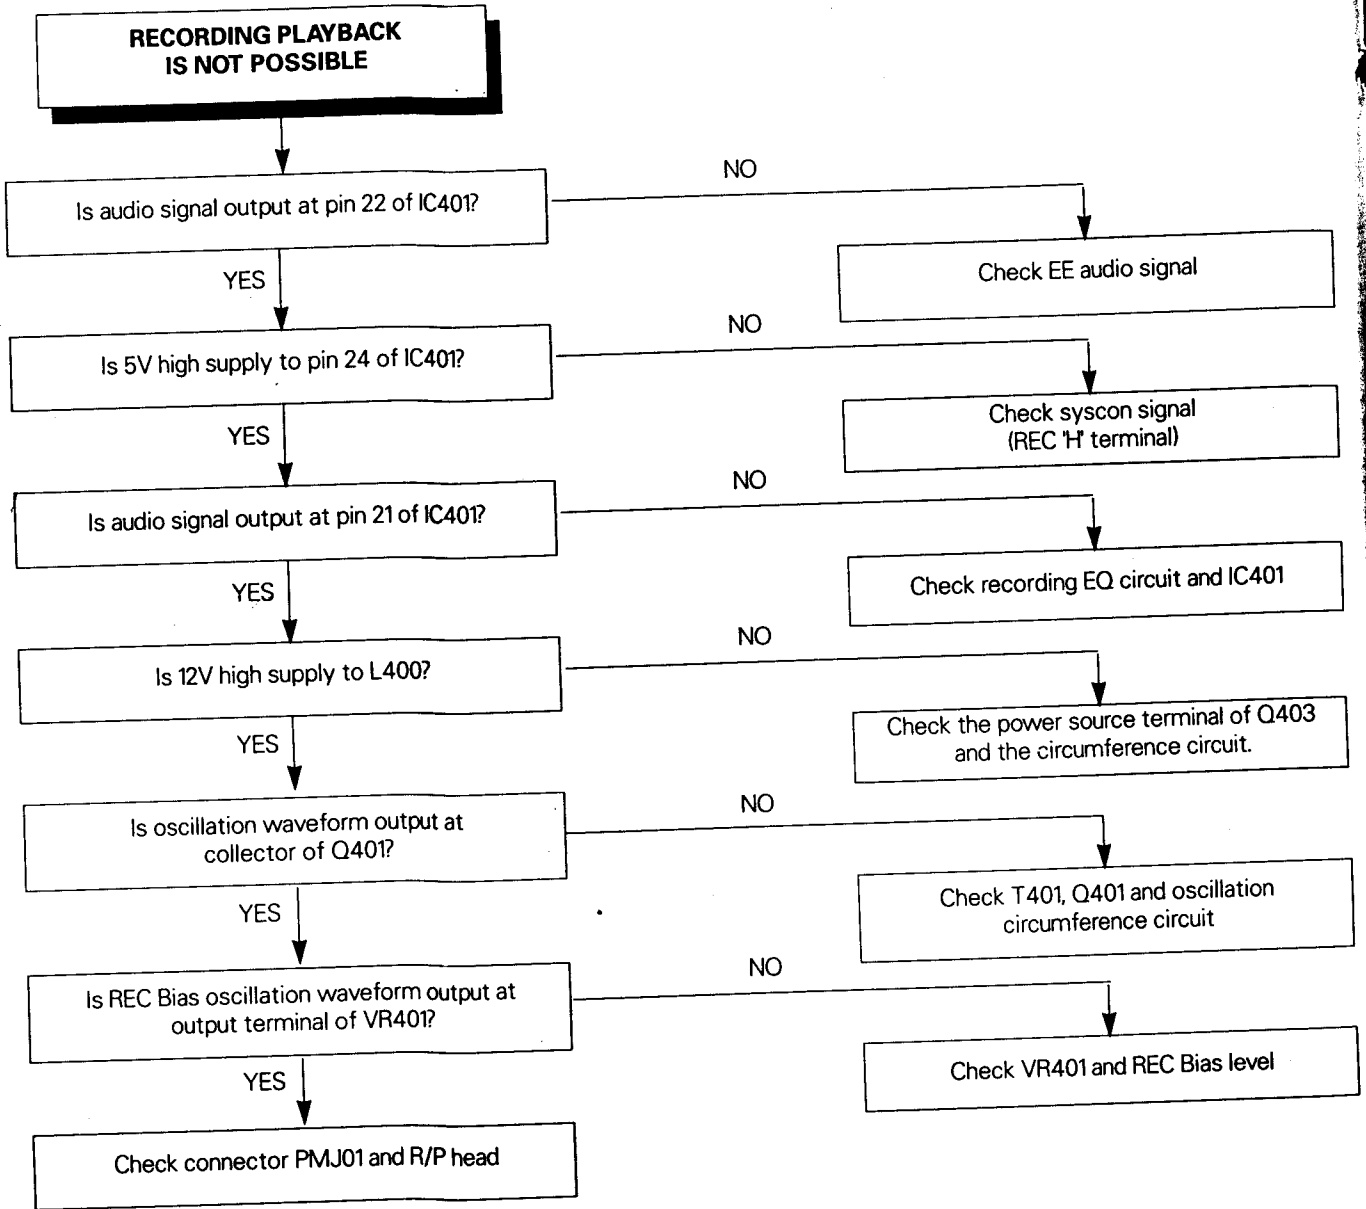 RECORDING PLAYBACK
IS NOT POSSIBLE
Is audio signal output at pin 22 of IC401?
NO
Check EE audio signal
YES
Is 5V high supply to pin 24 of IC401?
NO
Check syscon signal
(REC 'H' terminal)
YES
Is audio signal output at pin 21 of IC401?
NO
Check recording EQ circuit and IC401
YES
Is 12V high supply to L400?
NO
Check the power source terminal of Q403
and the circumference circuit.
YES
Is oscillation waveform output at
collector of Q401?
NO
Check T401, Q401 and oscillation
circumference circuit
YES
Is REC Bias oscillation waveform output at
output terminal of VR401?
NO
Check VR401 and REC Bias level
YES
Check connector PMJ01 and R/P head